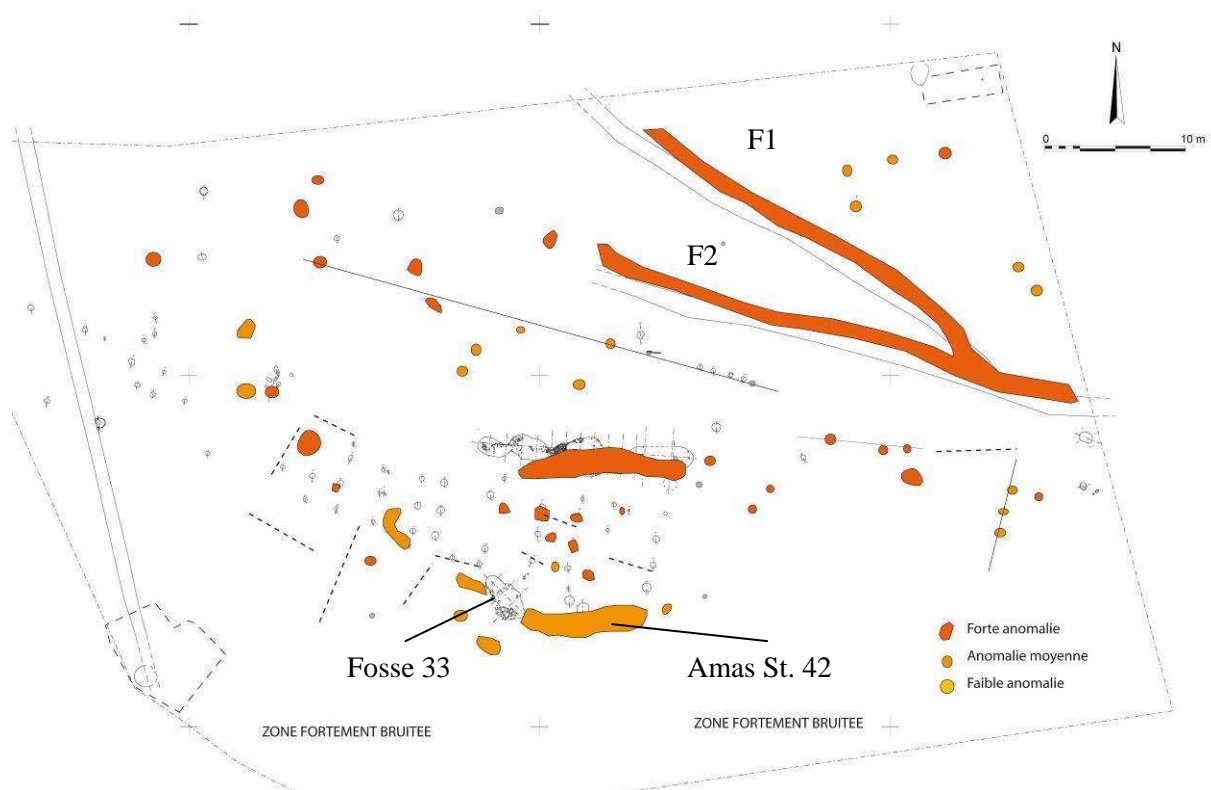 N
0 10 m
F1
F2
Fosse 33
Amas St. 42
Forte anomalie
Anomalie moyenne
Faible anomalie
ZONE FORTEMENT BRUITEE
ZONE FORTEMENT BRUITEE